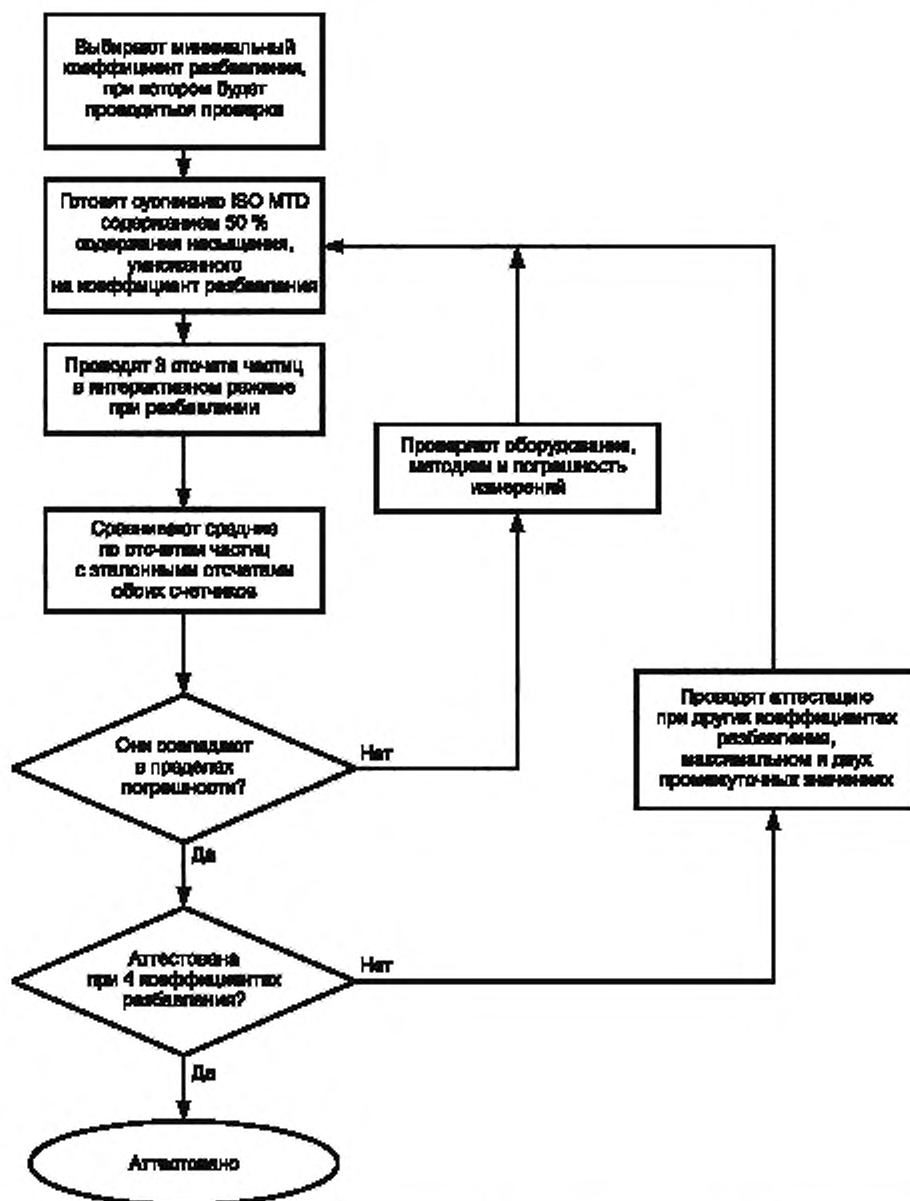 Выбирают минимальный
коэффициент разбавления,
при котором будет
проводиться проверка
Готовят суспензию ISO MTD
содержанием 50 %
содержания насыщения,
умноженного
на коэффициент разбавления
Проводят 3 отсчета частиц
в интерактивном режиме
при разбавлении
Проверяют оборудование,
методики и погрешность
измерений
Сравнивают средние
по отсчетам частиц
с эталонными отсчетами
обоих счетчиков
Проводят аттестацию
при других коэффициентах
разбавления,
максимальном и двух
промежуточных значениях
Они совпадают
в пределах
погрешности?
Нет
Да
Аттестована
при 4 коэффициентах
разбавления?
Нет
Да
Аттестовано